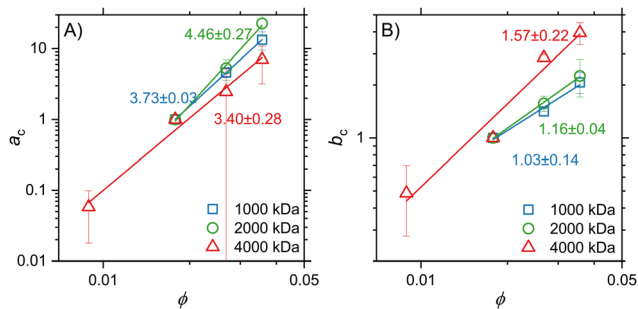 A)
4.46±0.27
10
3.73±0.03
a_c
1
3.40±0.28
0.1
1000 kDa
2000 kDa
4000 kDa
0.01
0.01
0.05
ϕ
B)
1.57±0.22
b_c
1
1.16±0.04
1.03±0.14
1000 kDa
2000 kDa
4000 kDa
0.01
0.05
ϕ